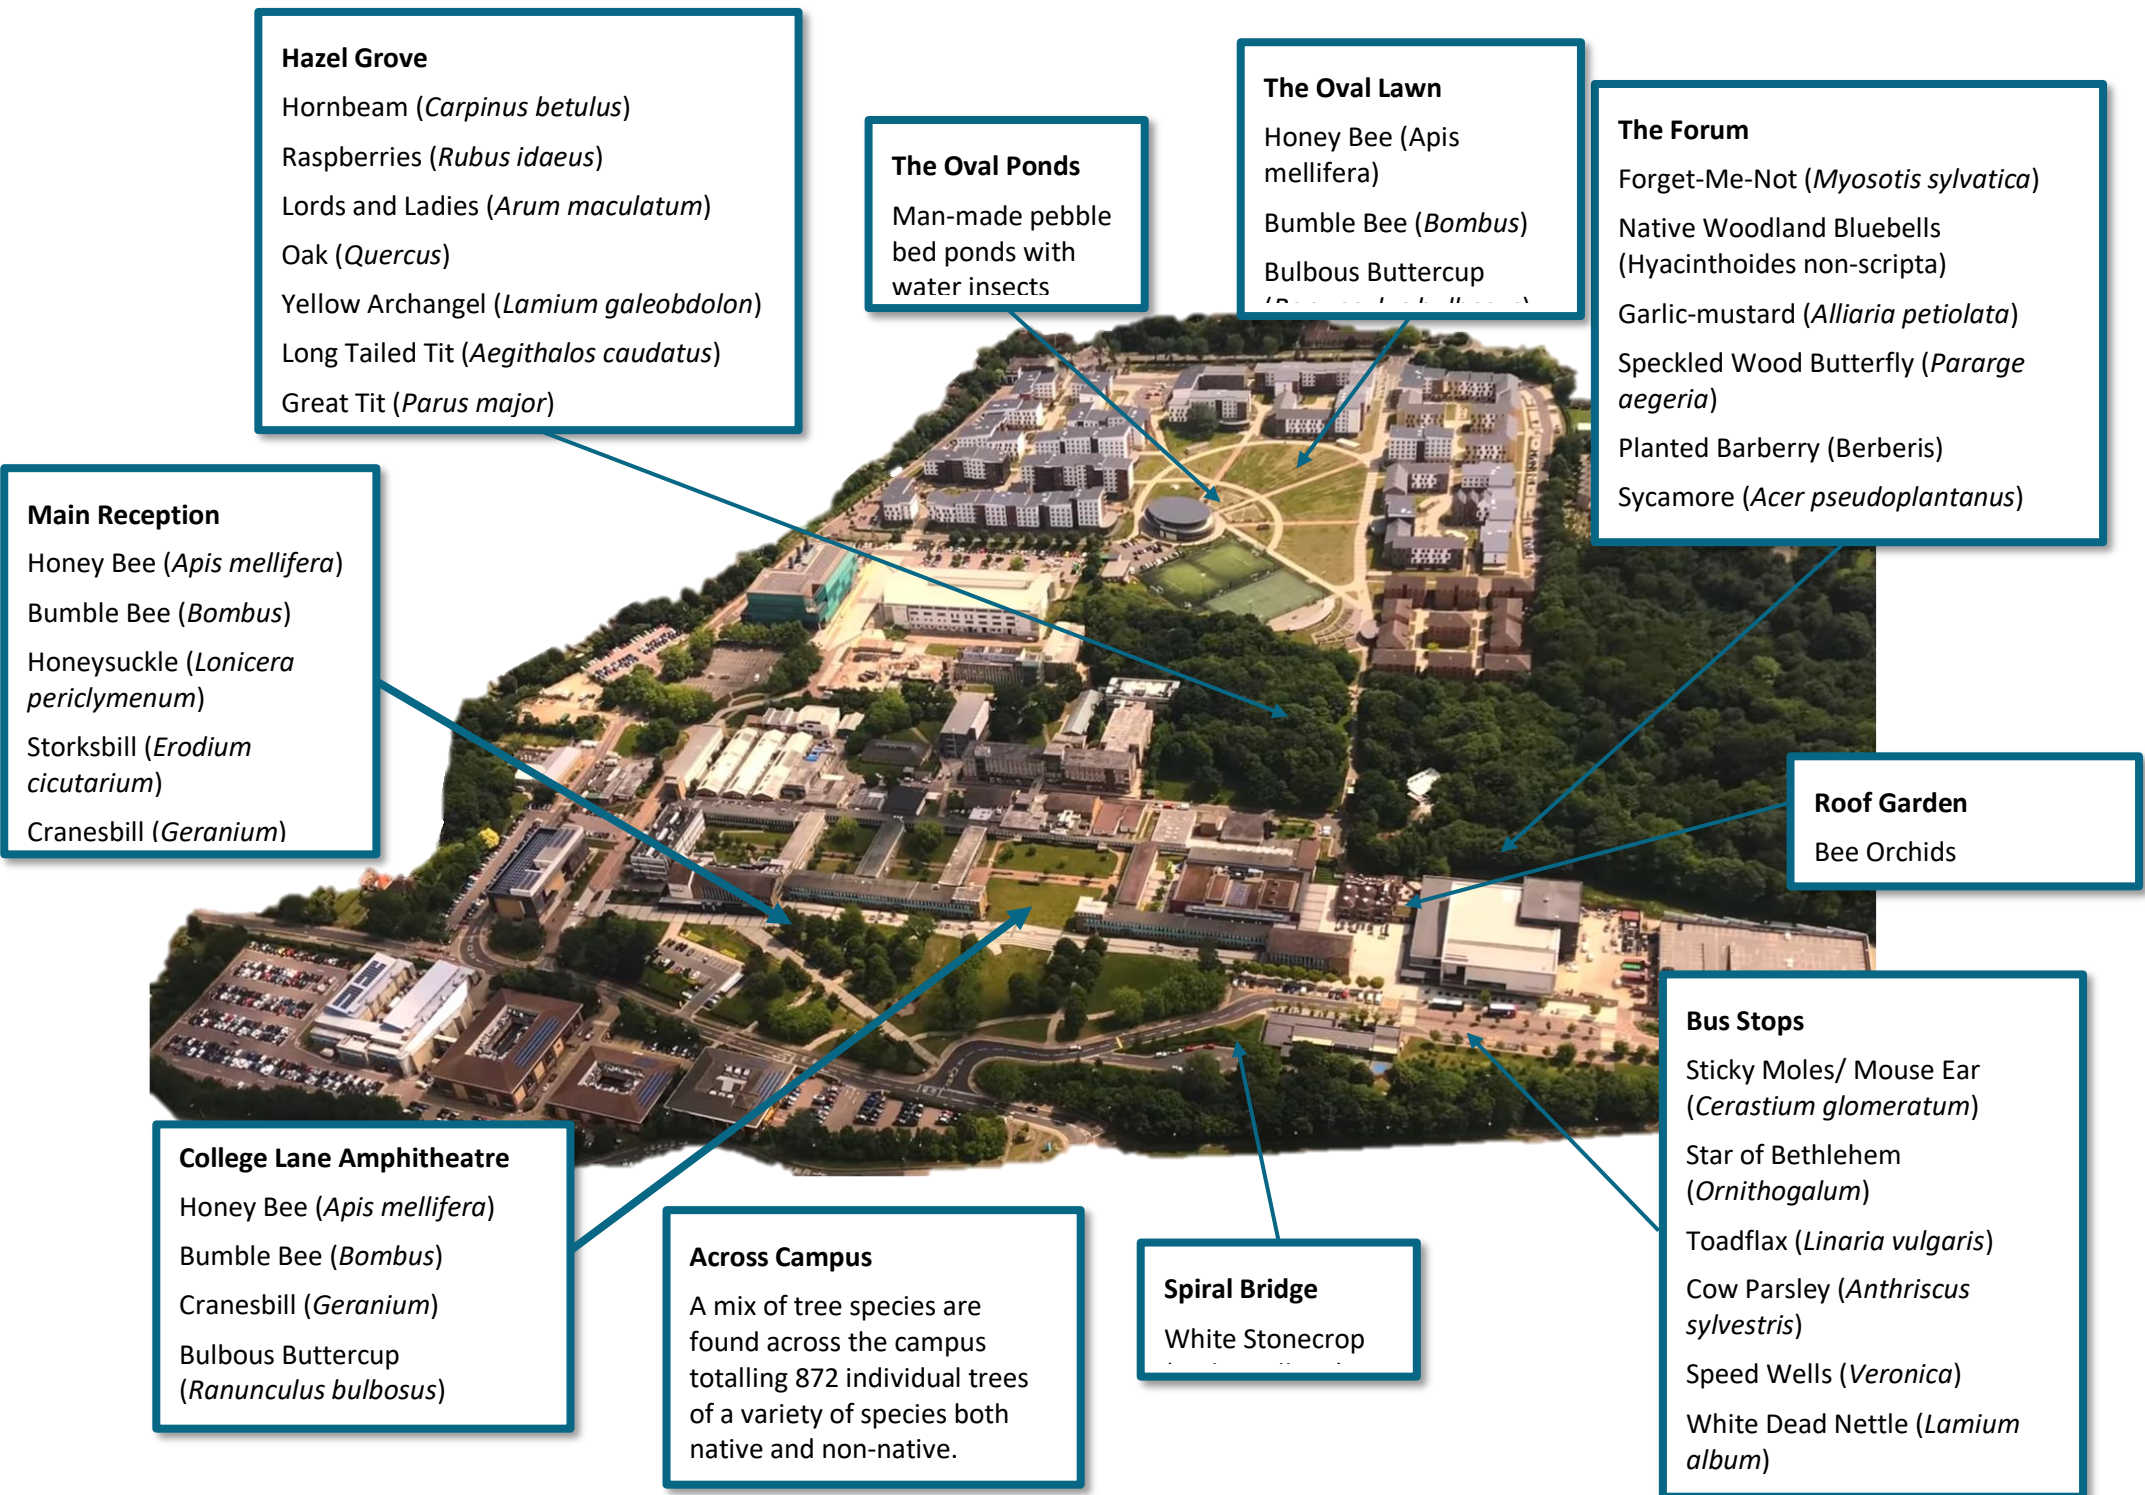 Hazel Grove
Hornbeam (Carpinus betulus)
Raspberries (Rubus idaeus)
Lords and Ladies (Arum maculatum)
Oak (Quercus)
Yellow Archangel (Lamium galeobdolon)
Long Tailed Tit (Aegithalos caudatus)
Great Tit (Parus major)
The Oval Ponds
Man-made pebble
bed ponds with
water insects
The Oval Lawn
Honey Bee (Apis
mellifera)
Bumble Bee (Bombus)
Bulbous Buttercup
The Forum
Forget-Me-Not (Myosotis sylvatica)
Native Woodland Bluebells
(Hyacinthoides non-scripta)
Garlic-mustard (Alliaria petiolata)
Speckled Wood Butterfly (Pararge
aegeria)
Planted Barberry (Berberis)
Sycamore (Acer pseudoplantanus)
Main Reception
Honey Bee (Apis mellifera)
Bumble Bee (Bombus)
Honeysuckle (Lonicera
periclymenum)
Storksbill (Erodium
cicutarium)
Cranesbill (Geranium)
Roof Garden
Bee Orchids
College Lane Amphitheatre
Honey Bee (Apis mellifera)
Bumble Bee (Bombus)
Cranesbill (Geranium)
Bulbous Buttercup
(Ranunculus bulbosus)
Across Campus
A mix of tree species are
found across the campus
totalling 872 individual trees
of a variety of species both
native and non-native.
Spiral Bridge
White Stonecrop
Bus Stops
Sticky Moles/ Mouse Ear
(Cerastium glomeratum)
Star of Bethlehem
(Ornithogalum)
Toadflax (Linaria vulgaris)
Cow Parsley (Anthriscus
sylvestris)
Speed Wells (Veronica)
White Dead Nettle (Lamium
album)